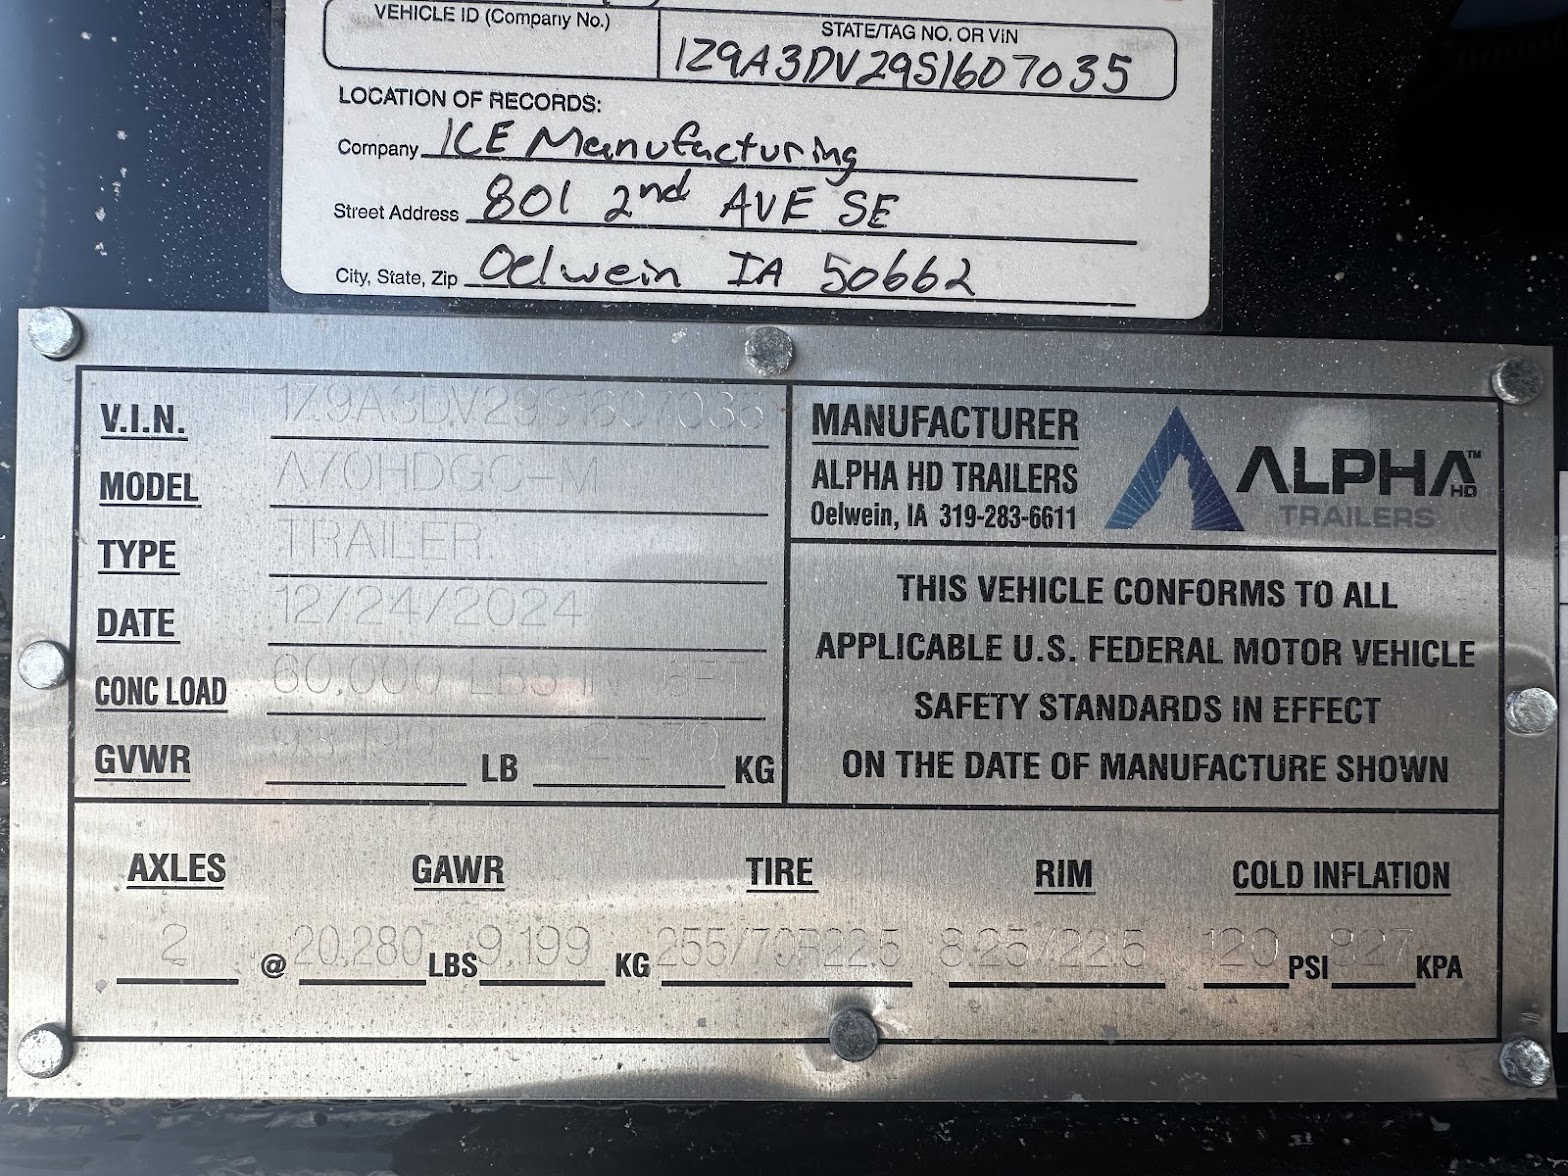 VEHICLE ID (Company No.)
STATE/TAG NO. OR VIN
1Z9A3DV29S1607035
LOCATION OF RECORDS:
Company ICE Manufacturing
Street Address 801 2nd AVE SE
City, State, Zip Oelwein IA 50662
V.I.N. 1Z9A3DV29S1607035
MODEL A70HDGC-M
TYPE TRAILER
DATE 12/24/2024
CONC LOAD 60,000 LBS IN
GVWR LB KG
MANUFACTURER
ALPHA HD TRAILERS
Oelwein, IA 319-283-6611
ALPHA™ HD
TRAILERS
THIS VEHICLE CONFORMS TO ALL
APPLICABLE U.S. FEDERAL MOTOR VEHICLE
SAFETY STANDARDS IN EFFECT
ON THE DATE OF MANUFACTURE SHOWN
AXLES GAWR TIRE RIM COLD INFLATION
2 @ 20,280 LBS 9,199 KG 255/70R22.5 8.25/22.5 120 PSI 827 KPA